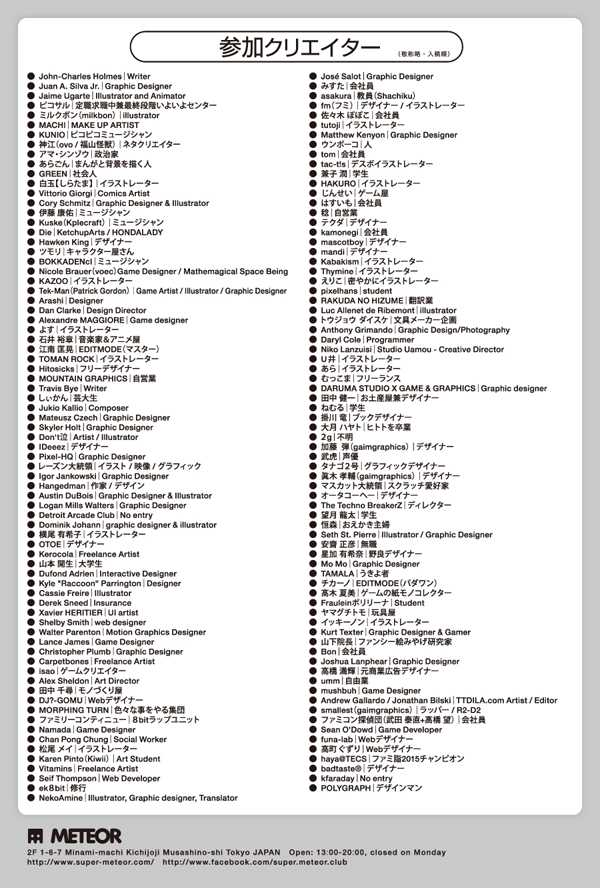 参加クリエイター
（敬称略・入稿順）
● John-Charles Holmes | Writer
● Juan A. Silva Jr. | Graphic Designer
● Jaime Ugarte | Illustrator and Animator
● ピコサル | 定職求職中兼最終段階いよいよセンター
● ミルクボン(milkbon) | illustrator
● MACHI | MAKE UP ARTIST
● KUNIO | ピコピコミュージシャン
● 神江(ovo / 福山怪獣) | ネタクリエイター
● アマ・シンゾウ | 政治家
● あらごん | まんがと背景を描く人
● GREEN | 社会人
● 白玉【しらたま】 | イラストレーター
● Vittorio Giorgi | Comics Artist
● Cory Schmitz | Graphic Designer & Illustrator
● 伊藤 康佑 | ミュージシャン
● Kuske(Kplecraft) | ミュージシャン
● Die | KetchupArts / HONDALADY
● Hawken King | デザイナー
● ツモリ | キャラクター屋さん
● BOKKADENcI | ミュージシャン
● Nicole Brauer(voec)Game Designer / Mathemagical Space Being
● KAZOO | イラストレーター
● Tek-Man(Patrick Gordon) | Game Artist / Illustrator / Graphic Designer
● Arashi | Designer
● Dan Clarke | Design Director
● Alexandre MAGGIORE | Game designer
● よす | イラストレーター
● 石井 裕章 | 音楽家&アニメ屋
● 江南 匡晃 | EDITMODE(マスター)
● TOMAN ROCK | イラストレーター
● Hitosicks | フリーデザイナー
● MOUNTAIN GRAPHICS | 自営業
● Travis Bye | Writer
● しぃかん | 芸大生
● Jukio Kallio | Composer
● Mateusz Czech | Graphic Designer
● Skyler Holt | Graphic Designer
● Don't泣 | Artist / Illustrator
● IDeeez | デザイナー
● Pixel-HQ | Graphic Designer
● レーズン大統領 | イラスト / 映像 / グラフィック
● Igor Jankowski | Graphic Designer
● Hangedman | 作家 / デザイン
● Austin DuBois | Graphic Designer & Illustrator
● Logan Mills Walters | Graphic Designer
● Detroit Arcade Club | No entry
● Dominik Johann | graphic designer & illustrator
● 横尾 有希子 | イラストレーター
● OTOE | デザイナー
● Kerocola | Freelance Artist
● 山本 開生 | 大学生
● Dufond Adrien | Interactive Designer
● Kyle "Raccoon" Parrington | Designer
● Cassie Freire | Illustrator
● Derek Sneed | Insurance
● Xavier HERITIER | UI artist
● Shelby Smith | web designer
● Walter Parenton | Motion Graphics Designer
● Lance James | Game Designer
● Christopher Plumb | Graphic Designer
● Carpetbones | Freelance Artist
● isao | ゲームクリエイター
● Alex Sheldon | Art Director
● 田中 千尋 | モノづくり屋
● DJ?-GOMU | Webデザイナー
● MORPHING TURN | 色々な事をやる集団
● ファミリーコンティニュー | 8bitラップユニット
● Namada | Game Designer
● Chan Pong Chung | Social Worker
● 松尾 メイ | イラストレーター
● Karen Pinto(Kiwii) | Art Student
● Vitamins | Freelance Artist
● Seif Thompson | Web Developer
● ek8bit | 修行
● NekoAmine | Illustrator, Graphic designer, Translator
● José Salot | Graphic Designer
● みすた | 会社員
● asakura | 教員(Shachiku)
● fm(フミ) | デザイナー / イラストレーター
● 佐々木 ぽぽこ | 会社員
● tutoji | イラストレーター
● Matthew Kenyon | Graphic Designer
● ウンボーコ | 人
● tom | 会社員
● tac-t!s | デスボイラストレーター
● 兼子 潤 | 学生
● HAKURO | イラストレーター
● じんせい | ゲーム屋
● はすいも | 会社員
● 稔 | 自営業
● テクダ | デザイナー
● kamonegi | 会社員
● mascotboy | デザイナー
● mandi | デザイナー
● Kabakism | イラストレーター
● Thymine | イラストレーター
● えりこ | 密やかにイラストレーター
● pixelhans | student
● RAKUDA NO HIZUME | 翻訳業
● Luc Allenet de Ribemont | illustrator
● トウジョウ ダイスケ | 文具メーカー企画
● Anthony Grimando | Graphic Design/Photography
● Daryl Cole | Programmer
● Niko Lanzuisi | Studio Uamou - Creative Director
● U井 | イラストレーター
● あら | イラストレーター
● むっこま | フリーランス
● DARUMA STUDIO X GAME & GRAPHICS | Graphic designer
● 田中 健一 | お土産屋兼デザイナー
● ねむる | 学生
● 掛川 竜 | ブックデザイナー
● 大月 ハヤト | ヒトトを卒業
● 2g | 不明
● 加藤 弾(gaimgraphics) | デザイナー
● 武虎 | 声優
● タナゴ2号 | グラフィックデザイナー
● 眞木 孝輔(gaimgraphics) | デザイナー
● マスカット大統領 | スクラッチ愛好家
● オータコーヘー | デザイナー
● The Techno BreakerZ | ディレクター
● 望月 龍太 | 学生
● 恒森 | おえかき主婦
● Seth St. Pierre | Illustrator / Graphic Designer
● 安齋 正彦 | 無職
● 星加 有希奈 | 野良デザイナー
● Mo Mo | Graphic Designer
● TAMALA | うきよ者
● チカーノ | EDITMODE(パダワン)
● 髙木 夏美 | ゲームの紙モノコレクター
● Frauleinポリリーナ | Student
● ヤマグチトモ | 玩具屋
● イッキーノン | イラストレーター
● Kurt Texter | Graphic Designer & Gamer
● 山下院長 | ファンシー絵みやげ研究家
● Bon | 会社員
● Joshua Lanphear | Graphic Designer
● 高橋 満輝 | 元商業広告デザイナー
● umm | 自由業
● mushbuh | Game Designer
● Andrew Gallardo / Jonathan Bilski | TTDILA.com Artist / Editor
● smallest(gaimgraphics) | ラッパー / R2-D2
● ファミコン探偵団(武田 泰直+高橋 望) | 会社員
● Sean O'Dowd | Game Developer
● funa-lab | Webデザイナー
● 高町 ぐずり | Webデザイナー
● haya@TECS | ファミ詣2015チャンピオン
● badtaste® | デザイナー
● kfaraday | No entry
● POLYGRAPH | デザインマン
METEOR
2F 1-6-7 Minami-machi Kichijoji Musashino-shi Tokyo JAPAN Open: 13:00-20:00, closed on Monday
http://www.super-meteor.com/ http://www.facebook.com/super.meteor.club